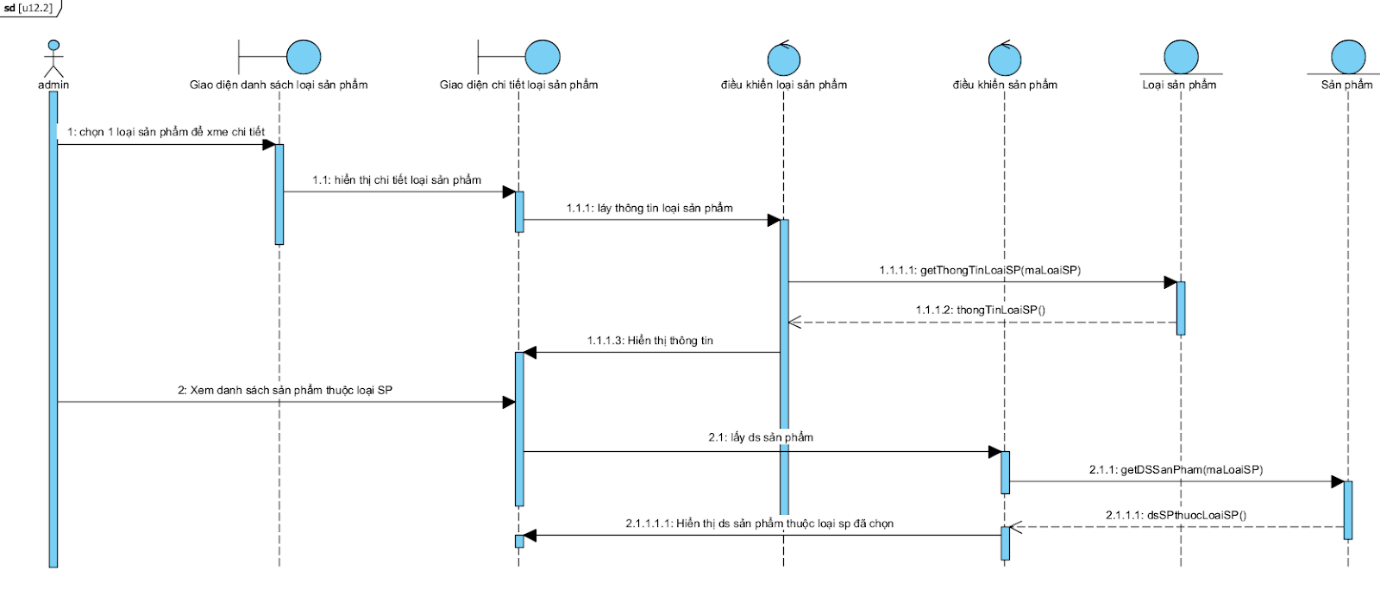 sd [u12.2]
admin
Giao diện danh sách loại sản phẩm
Giao diện chi tiết loại sản phẩm
điều khiển loại sản phẩm
điều khiển sản phẩm
Loại sản phẩm
Sản phẩm
1: chọn 1 loại sản phẩm để xme chi tiết
1.1: hiển thị chi tiết loại sản phẩm
1.1.1: láy thông tin loại sản phẩm
1.1.1.1: getThongTinLoaiSP(maLoaiSP)
1.1.1.2: thongTinLoaiSP()
1.1.1.3: Hiển thị thông tin
2: Xem danh sách sản phẩm thuộc loại SP
2.1: lấy ds sản phẩm
2.1.1: getDSSanPham(maLoaiSP)
2.1.1.1: dsSPthuocLoaiSP()
2.1.1.1.1: Hiển thị ds sản phẩm thuộc loại sp đã chọn